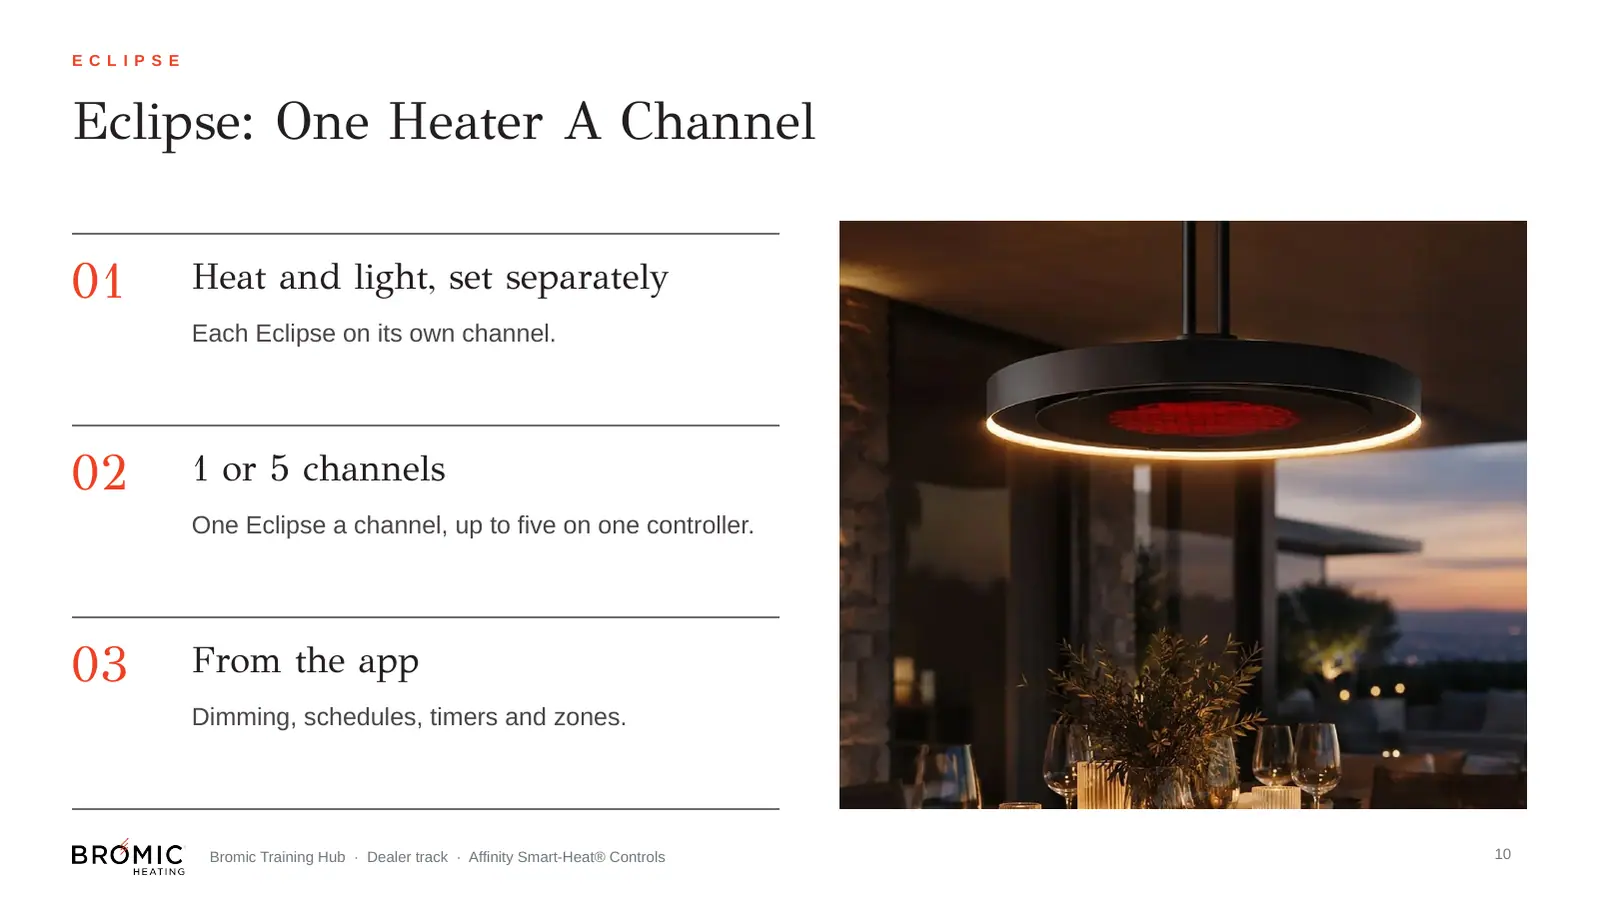 ECLIPSE
Eclipse: One Heater A Channel
01
Heat and light, set separately
Each Eclipse on its own channel.
02
1 or 5 channels
One Eclipse a channel, up to five on one controller.
03
From the app
Dimming, schedules, timers and zones.
BROMIC
HEATING
Bromic Training Hub · Dealer track · Affinity Smart-Heat® Controls
10